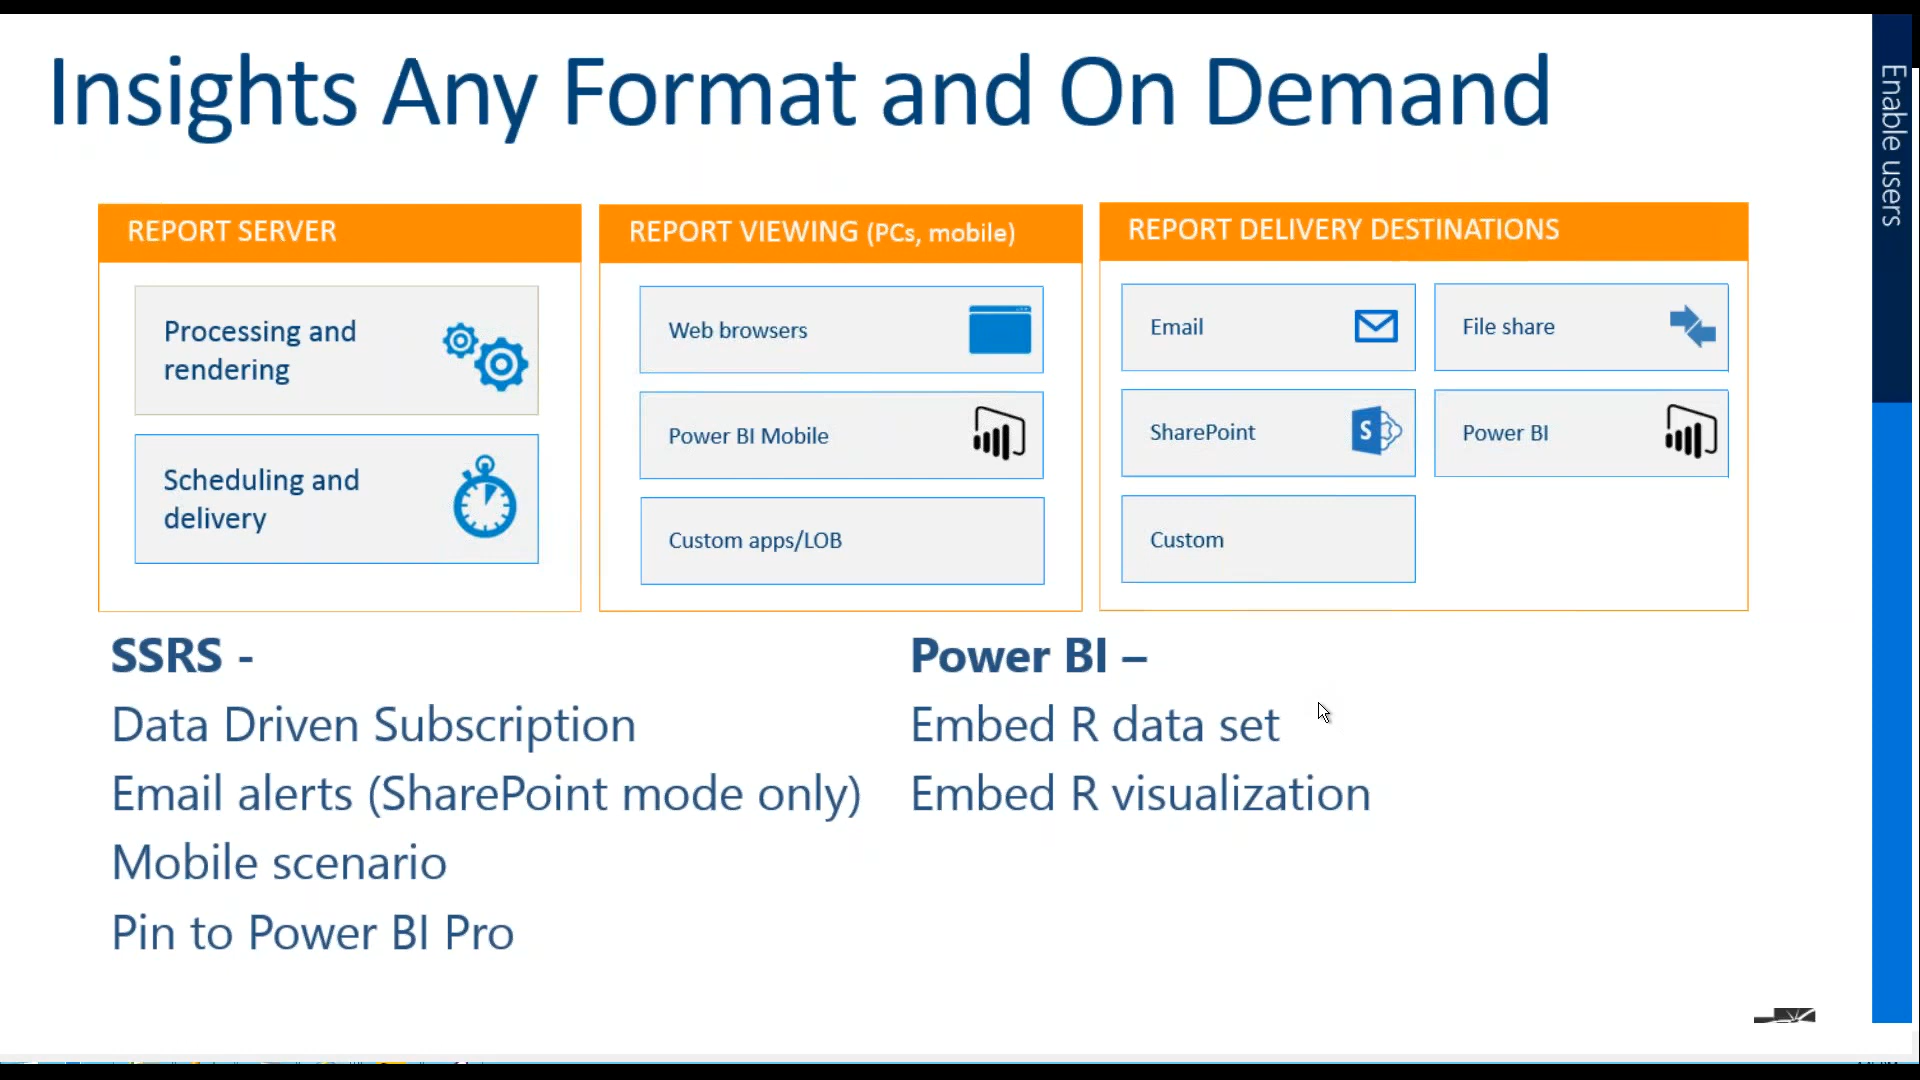 Insights Any Format and On Demand
Enable users
REPORT SERVER
Processing and
rendering
Scheduling and
delivery
REPORT VIEWING (PCs, mobile)
Web browsers
Power BI Mobile
Custom apps/LOB
REPORT DELIVERY DESTINATIONS
Email
File share
SharePoint
S
Power BI
Custom
SSRS -
Data Driven Subscription
Email alerts (SharePoint mode only)
Mobile scenario
Pin to Power BI Pro
Power BI –
Embed R data set
Embed R visualization